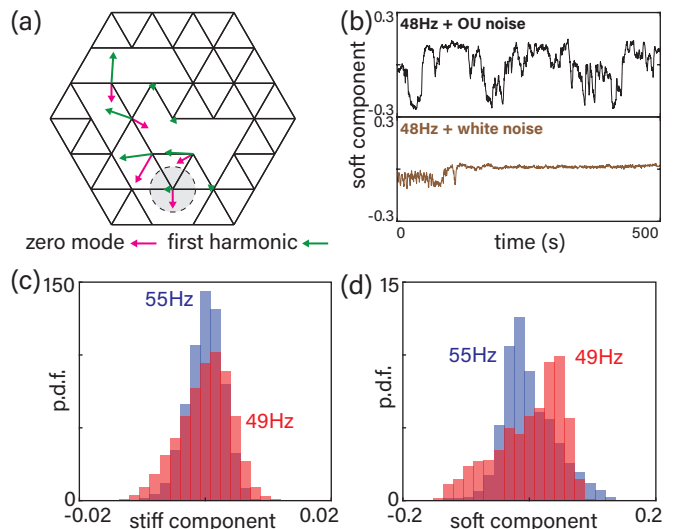 (a)
zero mode first harmonic
(b)
0.3
48Hz + OU noise
-0.3
0.3
48Hz + white noise
-0.3
soft component
0 500
time (s)
(c)
150
55Hz
49Hz
p.d.f.
0
-0.02 0.02
stiff component
(d)
15
55Hz
49Hz
p.d.f.
0
-0.2 0.2
soft component